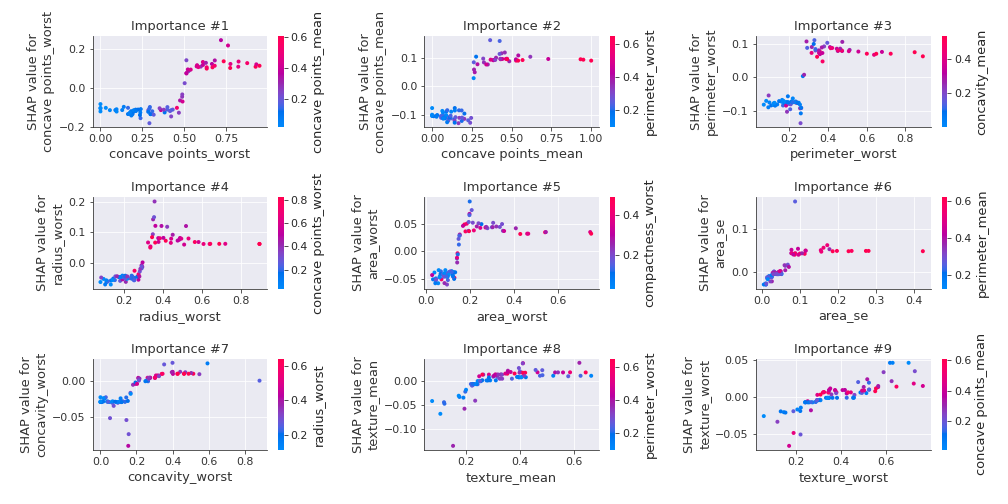 Importance #1
SHAP value for
concave points_worst
0.2
0.0
−0.2
0.00
0.25
0.50
0.75
concave points_worst
0.6
0.4
0.2
concave points_mean
Importance #2
SHAP value for
concave points_mean
0.1
0.0
−0.1
0.00
0.25
0.50
0.75
1.00
concave points_mean
0.6
0.4
0.2
perimeter_worst
Importance #3
SHAP value for
perimeter_worst
0.1
0.0
−0.1
0.2
0.4
0.6
0.8
perimeter_worst
0.4
0.2
concavity_mean
Importance #4
SHAP value for
radius_worst
0.2
0.1
0.0
0.2
0.4
0.6
0.8
radius_worst
0.8
0.6
0.4
0.2
concave points_worst
Importance #5
SHAP value for
area_worst
0.05
0.00
−0.05
0.0
0.2
0.4
0.6
area_worst
0.4
0.2
compactness_worst
Importance #6
SHAP value for
area_se
0.1
0.0
0.0
0.1
0.2
0.3
0.4
area_se
0.6
0.4
0.2
perimeter_mean
Importance #7
SHAP value for
concavity_worst
0.00
−0.05
0.0
0.2
0.4
0.6
0.8
concavity_worst
0.6
0.4
0.2
radius_worst
Importance #8
SHAP value for
texture_mean
0.00
−0.05
−0.10
0.2
0.4
0.6
texture_mean
0.6
0.4
0.2
perimeter_worst
Importance #9
SHAP value for
texture_worst
0.05
0.00
−0.05
0.2
0.4
0.6
texture_worst
0.6
0.4
0.2
concave points_mean